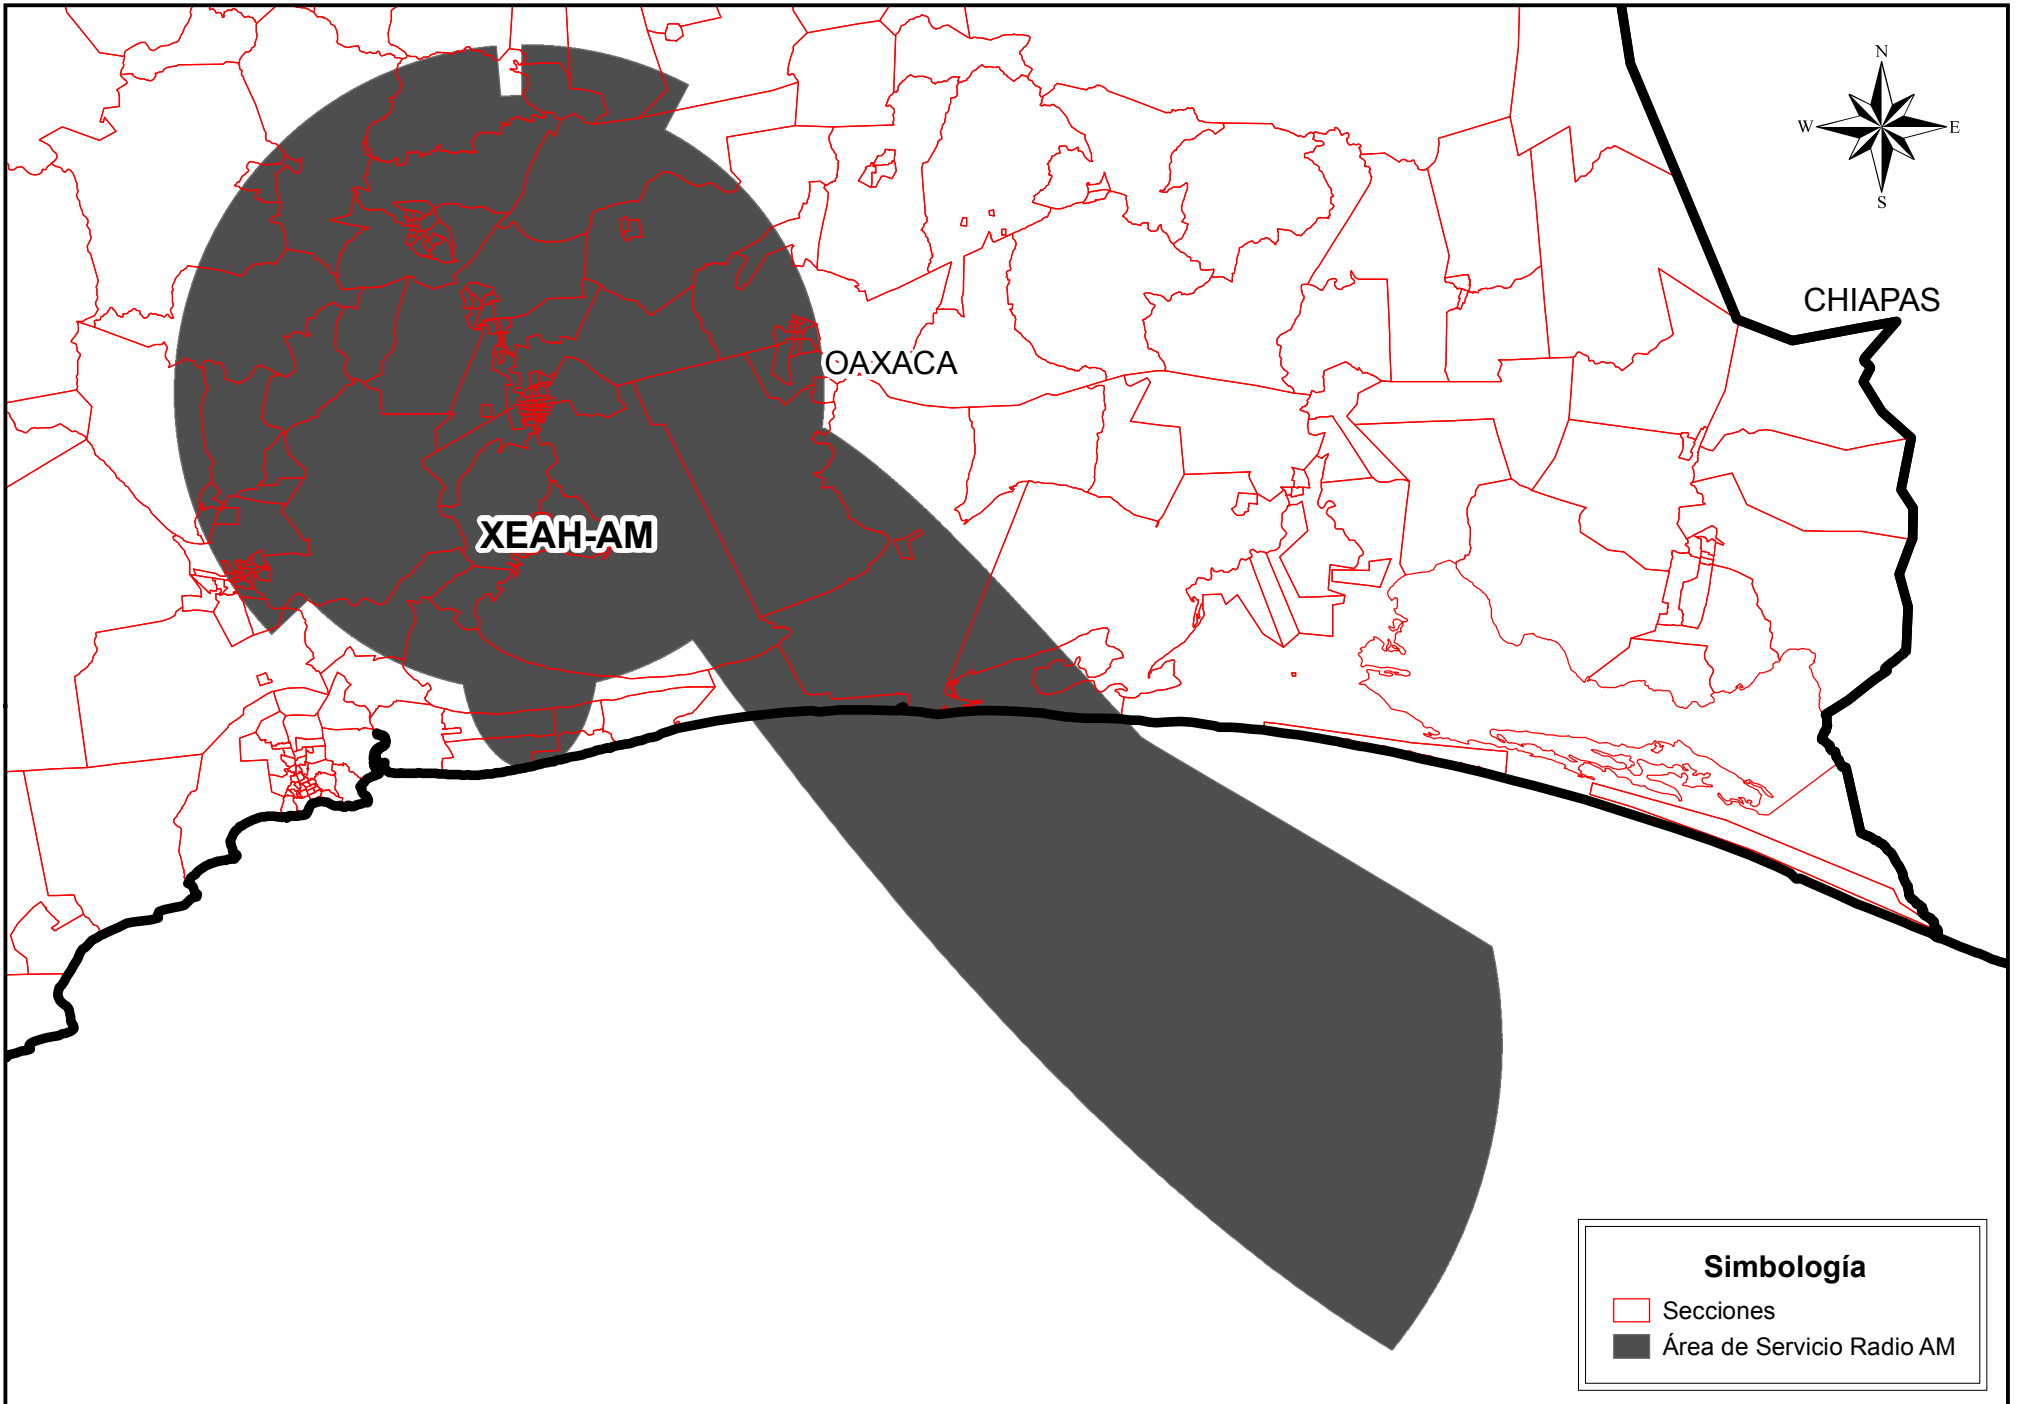 N
W E
S
CHIAPAS
OAXACA
XEAH-AM
Simbología
Secciones
Área de Servicio Radio AM